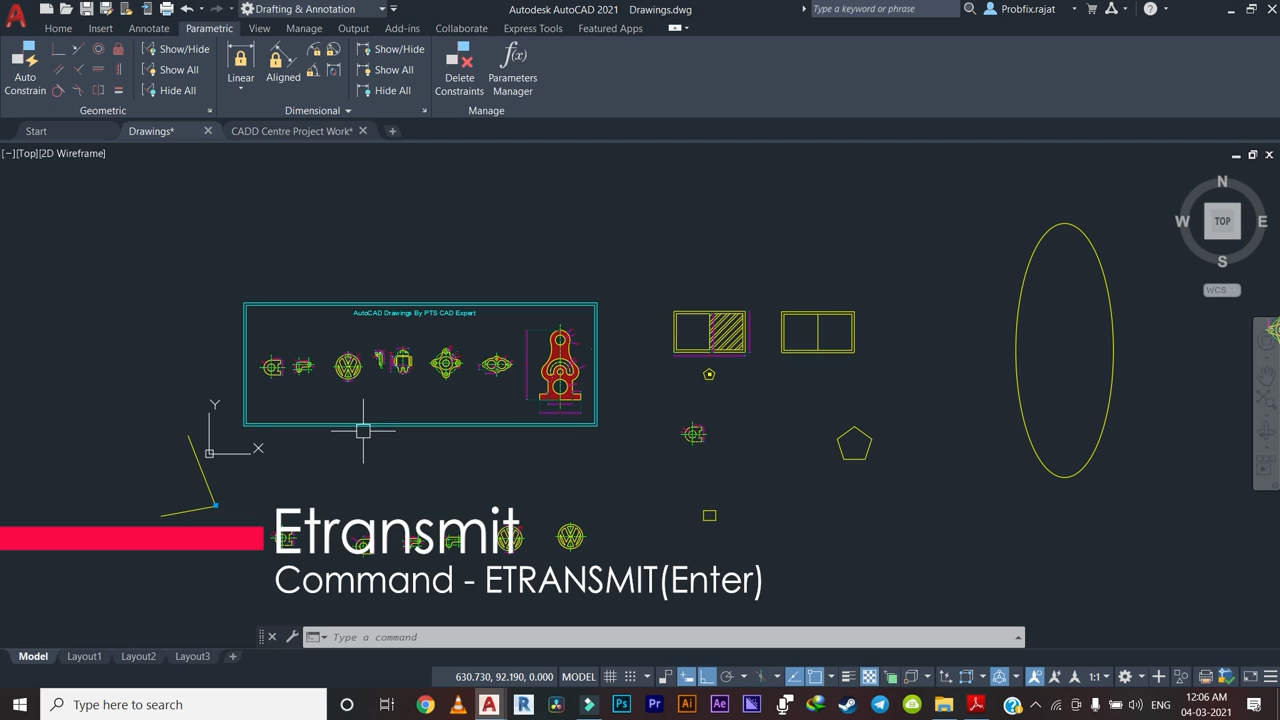 Drafting & Annotation
Autodesk AutoCAD 2021 Drawings.dwg
Type a keyword or phrase
Probfix.rajat
Home Insert Annotate Parametric View Manage Output Add-ins Collaborate Express Tools Featured Apps
Auto Constrain
Show/Hide
Show All
Hide All
Linear
Aligned
Show/Hide
Show All
Hide All
Delete Constraints
f(x)
Parameters Manager
Geometric
Dimensional
Manage
Start
Drawings*
CADD Centre Project Work*
[−][Top][2D Wireframe]
N
W TOP E
S
WCS
AutoCAD Drawings By PTS CAD Expert
Y
X
Etransmit
Command - ETRANSMIT(Enter)
Type a command
Model Layout1 Layout2 Layout3
630.730, 92.190, 0.000 MODEL
1:1
Type here to search
R
Ps
Pr
Ai
Ae
ENG
12:06 AM
04-03-2021